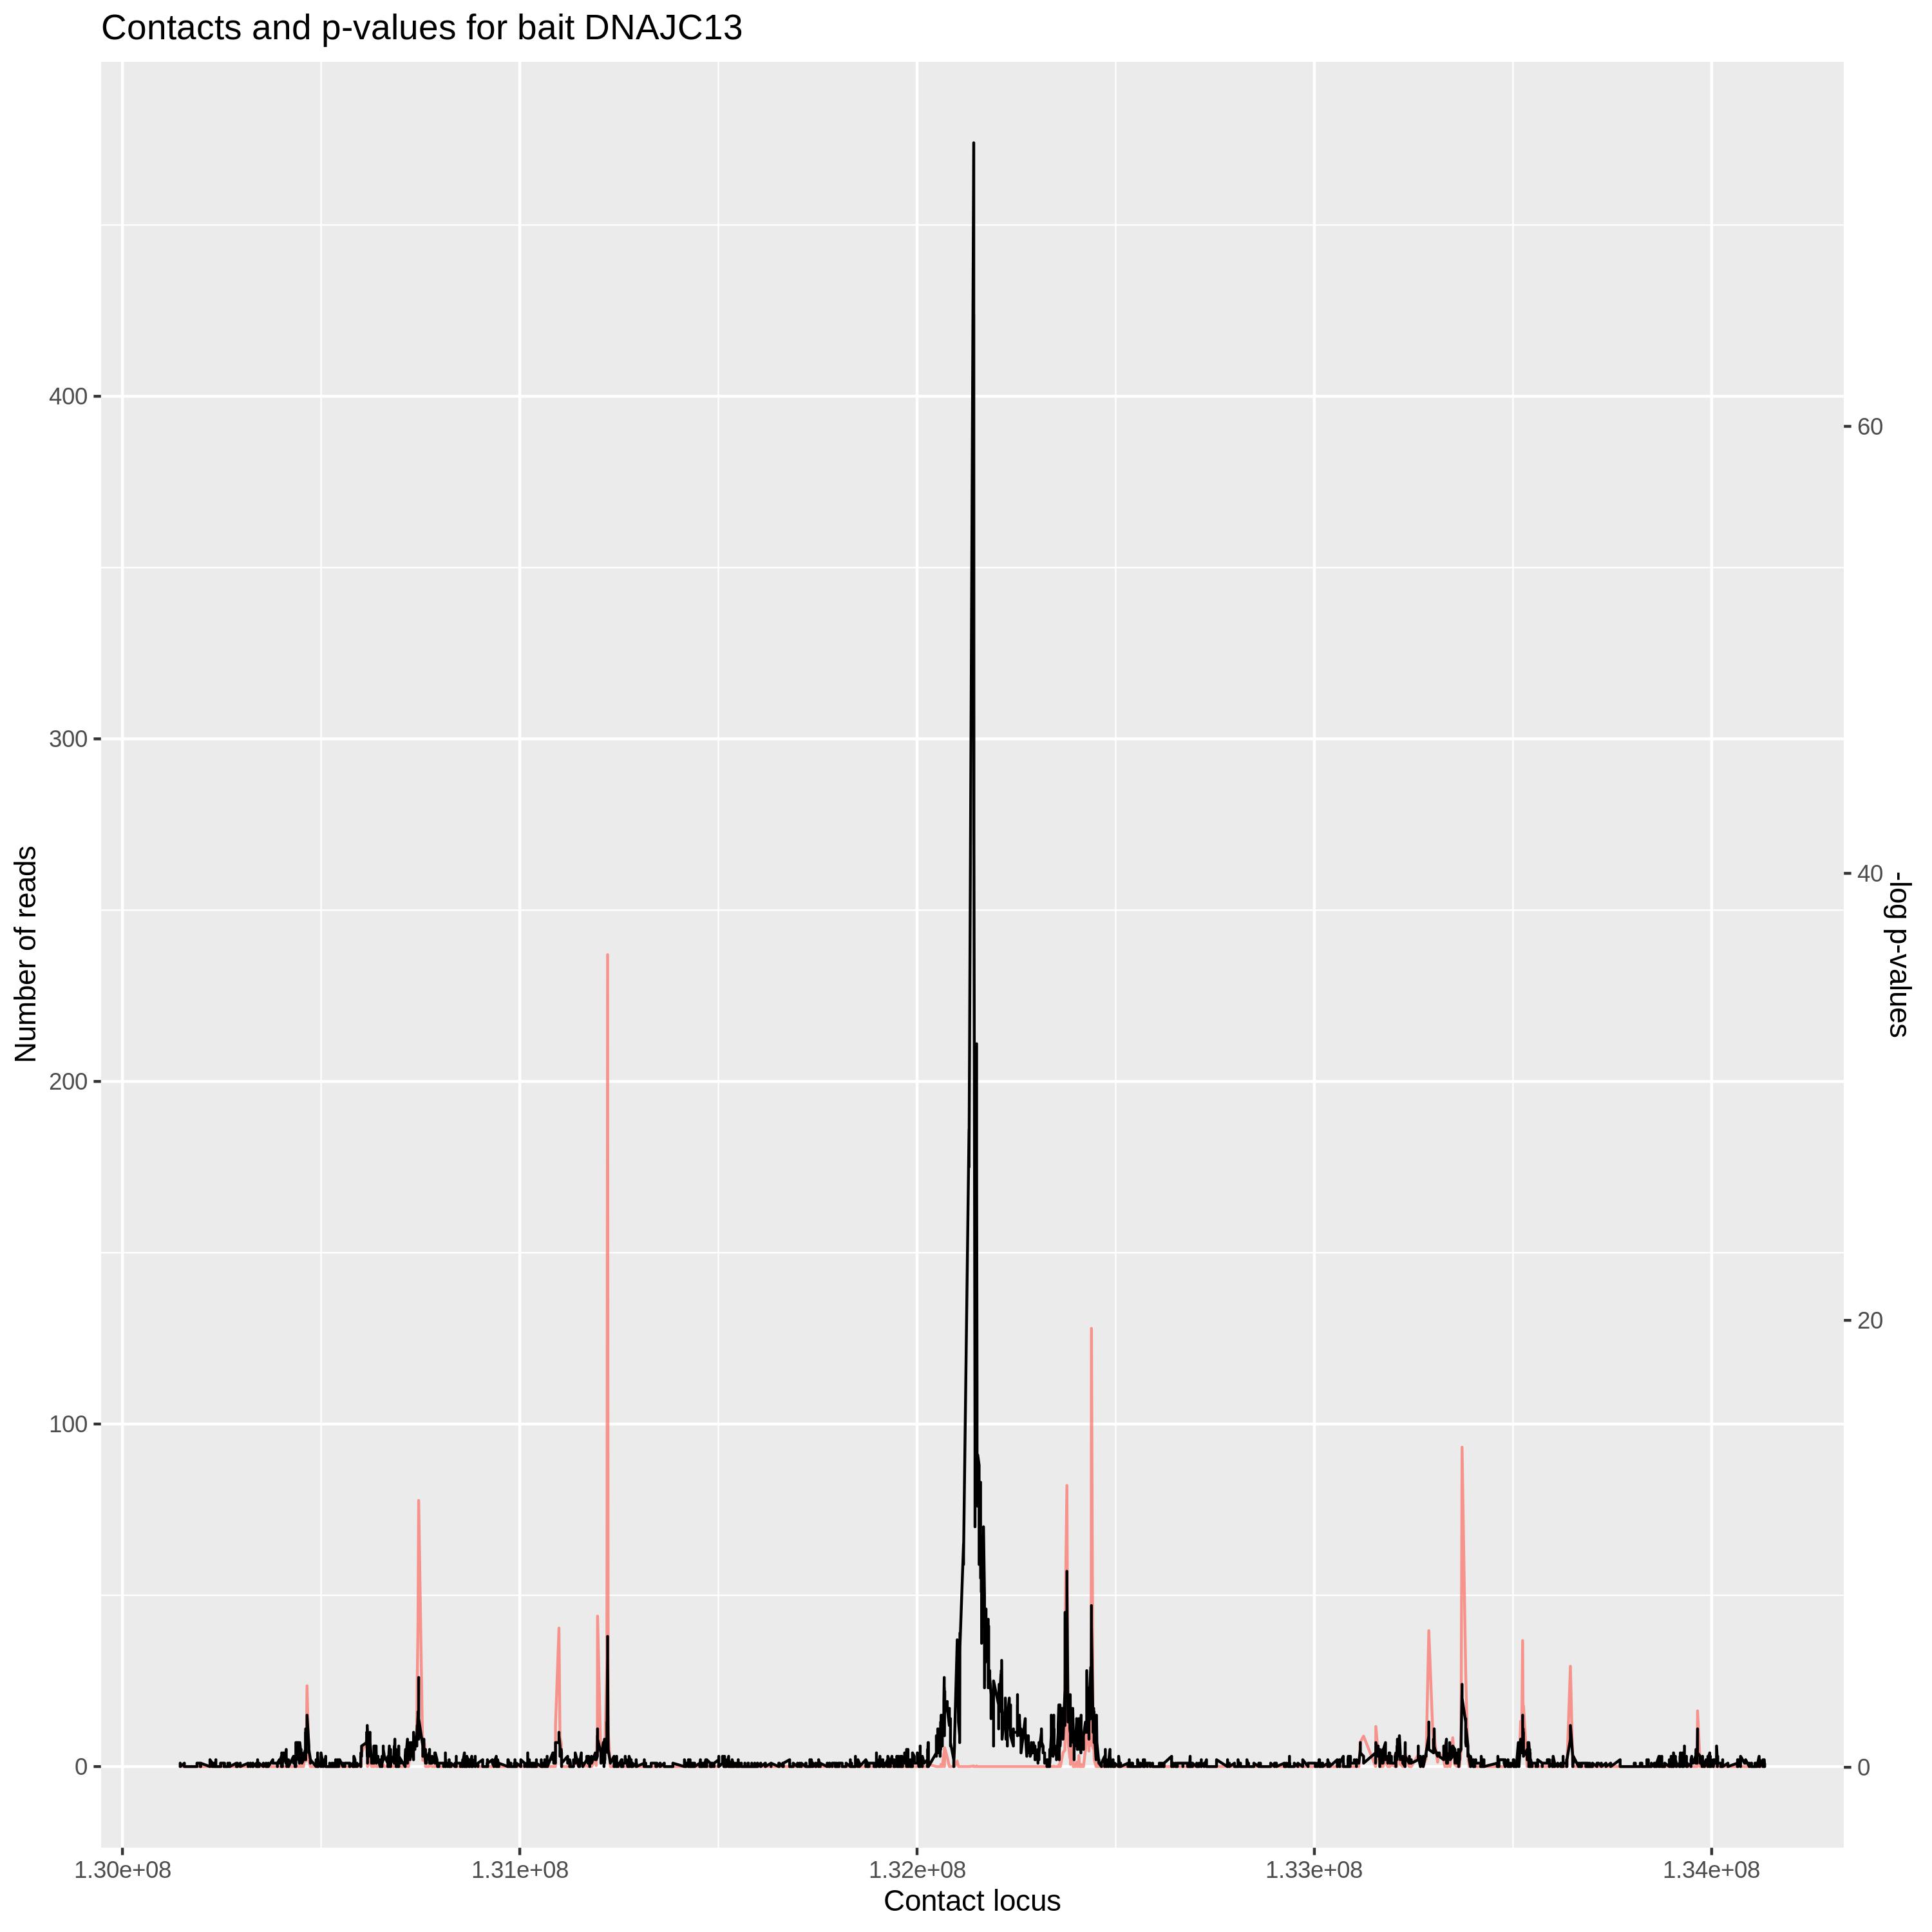 Contacts and p-values for bait DNAJC13
Number of reads
400
300
200
100
0
60
40
20
0
-log p-values
1.30e+08
1.31e+08
1.32e+08
1.33e+08
1.34e+08
Contact locus